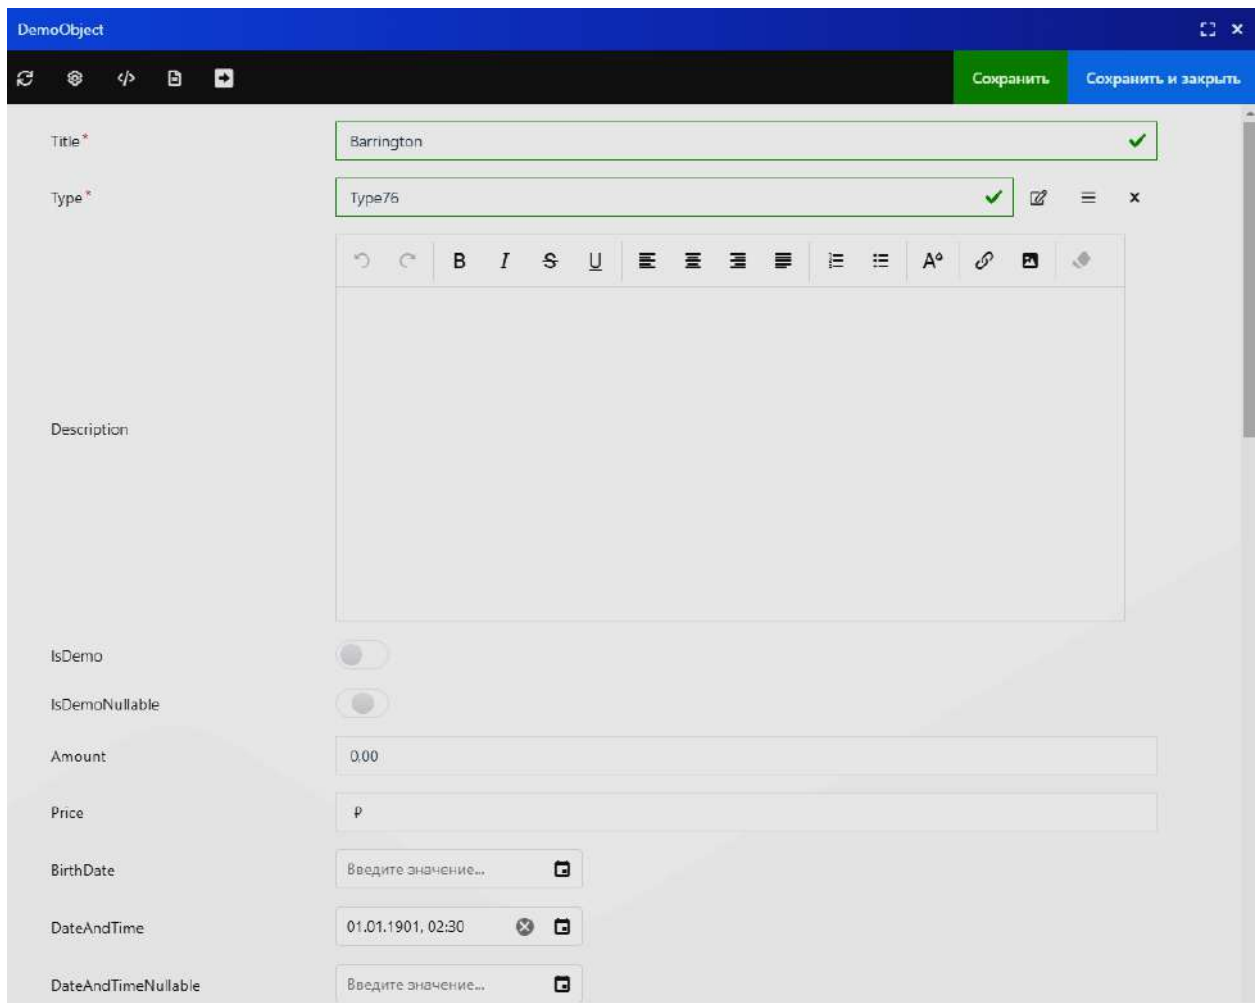 DemoObject
Сохранить
Сохранить и закрыть
Title*
Barrington
Type*
Type76
Description
IsDemo
IsDemoNullable
Amount
0,00
Price
₽
BirthDate
Введите значение...
DateAndTime
01.01.1901, 02:30
DateAndTimeNullable
Введите значение...